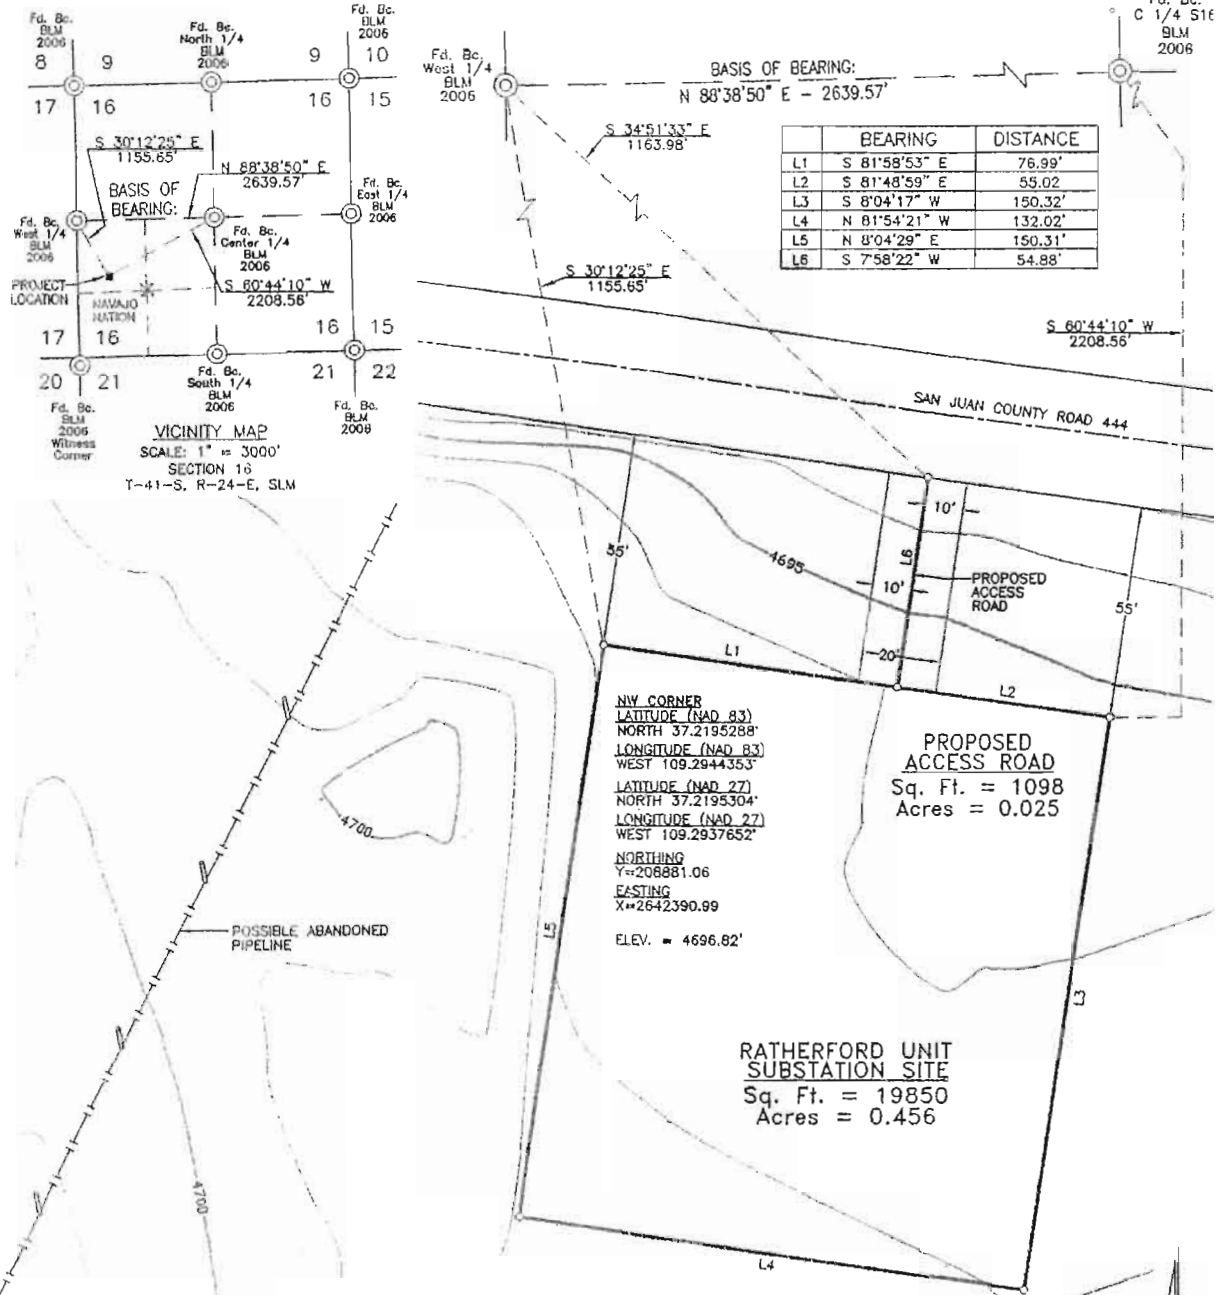 Fd. Bc.
BLM
2006
8
9
17
16
Fd. Bc.
North 1/4
BLM
2006
Fd. Bc.
BLM
2006
9
10
16
15
S 30°12'25" E
1155.65'
N 88°38'50" E
2639.57'
BASIS OF
BEARING:
Fd. Bc.
West 1/4
BLM
2006
Fd. Bc.
Center 1/4
BLM
2006
Fd. Bc.
East 1/4
BLM
2006
PROJECT
LOCATION
NAVAJO
NATION
S 60°44'10" W
2208.56'
17
16
20
21
16
15
21
22
Fd. Bc.
BLM
2006
Witness
Corner
Fd. Bc.
South 1/4
BLM
2006
Fd. Bc.
BLM
2006
VICINITY MAP
SCALE: 1" = 3000'
SECTION 16
T-41-S, R-24-E, SLM
Fd. Bc.
West 1/4
BLM
2006
BASIS OF BEARING:
N 88°38'50" E - 2639.57'
Fd. Bc.
C 1/4 S16
BLM
2006
S 34°51'33" E
1163.98'
BEARING DISTANCE
L1 S 81°58'53" E 76.99'
L2 S 81°48'59" E 55.02
L3 S 8°04'17" W 150.32'
L4 N 81°54'21" W 132.02'
L5 N 8°04'29" E 150.31'
L6 S 7°58'22" W 54.88'
S 30°12'25" E
1155.65'
S 60°44'10" W
2208.56'
SAN JUAN COUNTY ROAD 444
55'
4695
10'
L6
10'
20'
PROPOSED
ACCESS
ROAD
55'
L1
L2
NW CORNER
LATITUDE (NAD 83)
NORTH 37.2195288°
LONGITUDE (NAD 83)
WEST 109.2944353°
LATITUDE (NAD 27)
NORTH 37.2195304°
LONGITUDE (NAD 27)
WEST 109.2937652°
NORTHING
Y=208881.06
EASTING
X=2642390.99
ELEV. = 4696.82'
PROPOSED
ACCESS ROAD
Sq. Ft. = 1098
Acres = 0.025
4700
POSSIBLE ABANDONED
PIPELINE
L5
L3
RATHERFORD UNIT
SUBSTATION SITE
Sq. Ft. = 19850
Acres = 0.456
4700
L4